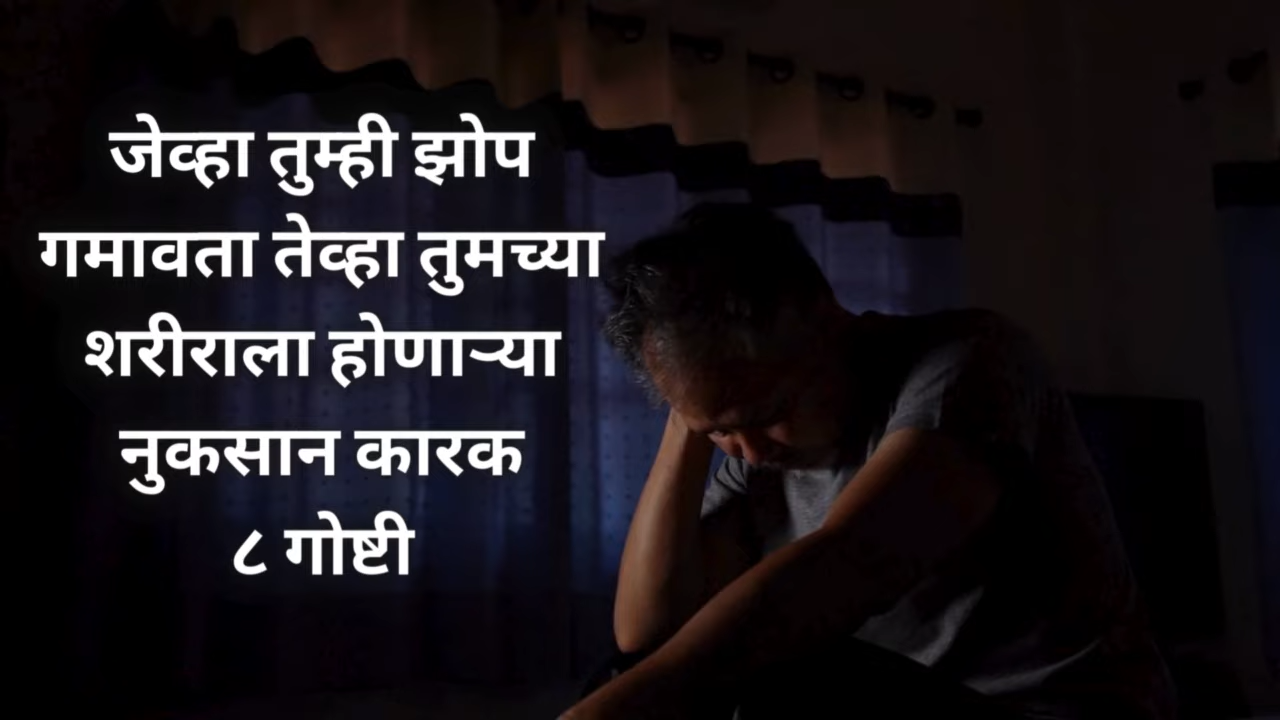 जेव्हा तुम्ही झोप
गमावता तेव्हा तुमच्या
शरीराला होणाऱ्या
नुकसान कारक
८ गोष्टी